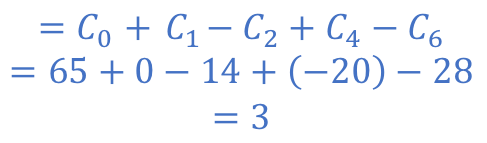 = C₀ + C₁ − C₂ + C₄ − C₆
= 65 + 0 − 14 + (−20) − 28
= 3